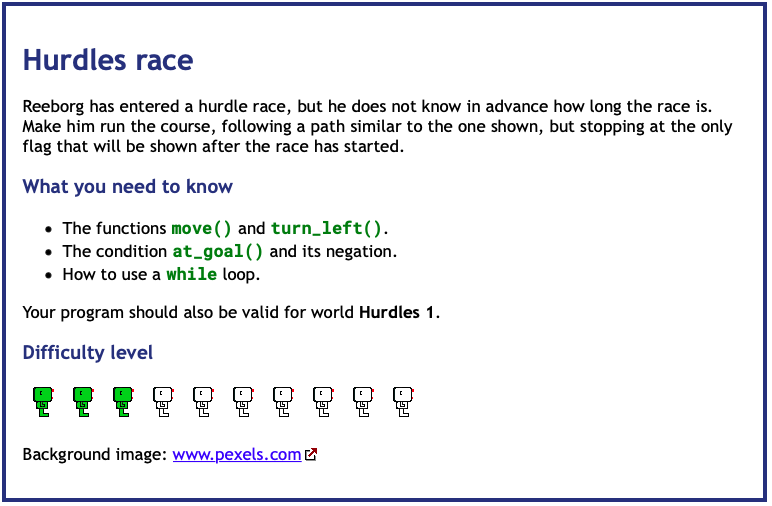 Hurdles race
Reeborg has entered a hurdle race, but he does not know in advance how long the race is.
Make him run the course, following a path similar to the one shown, but stopping at the only
flag that will be shown after the race has started.
What you need to know
• The functions move() and turn_left().
• The condition at_goal() and its negation.
• How to use a while loop.
Your program should also be valid for world Hurdles 1.
Difficulty level
Background image: www.pexels.com